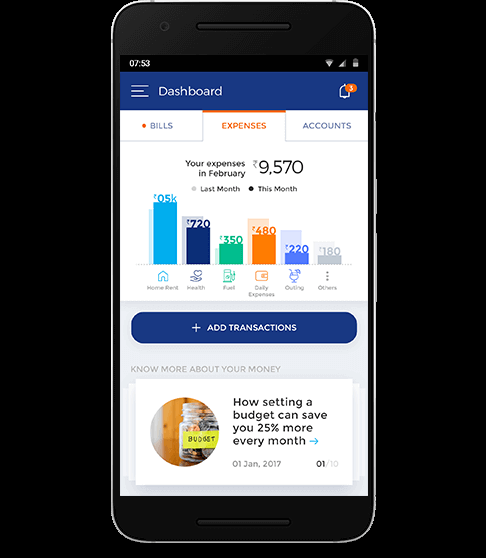 07:53
Dashboard
3
BILLS
EXPENSES
ACCOUNTS
Your expenses
in February
₹9,570
Last Month
This Month
₹05k
₹720
₹350
₹480
₹220
₹180
Home Rent
Health
Fuel
Daily
Expenses
Outing
Others
+ ADD TRANSACTIONS
KNOW MORE ABOUT YOUR MONEY
BUDGET
How setting a
budget can save
you 25% more
every month →
01 Jan, 2017
01/10